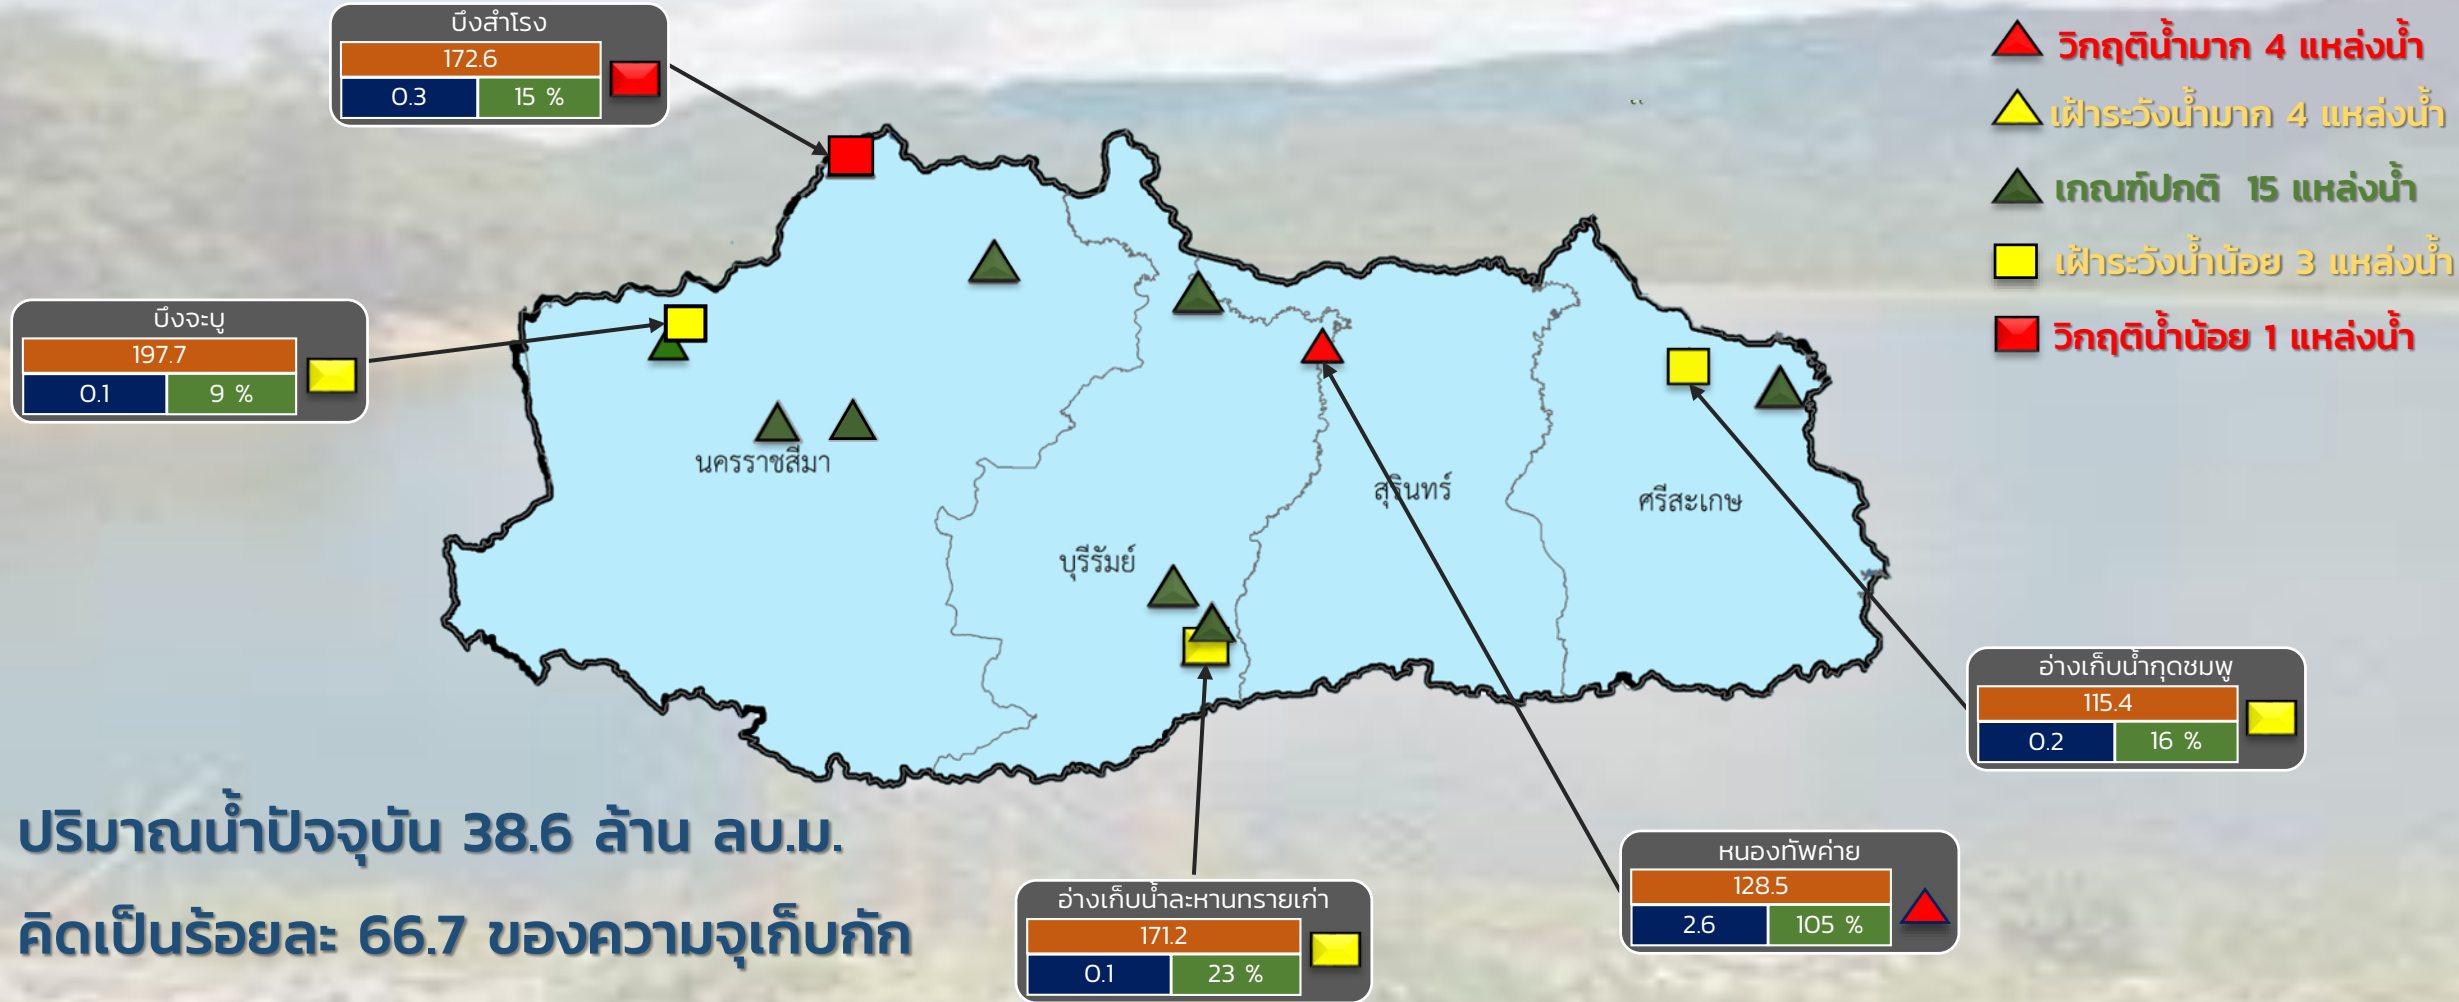 บึงสำโรง
172.6
0.3 15 %
วิกฤติน้ำมาก 4 แหล่งน้ำ
เฝ้าระวังน้ำมาก 4 แหล่งน้ำ
เกณฑ์ปกติ 15 แหล่งน้ำ
เฝ้าระวังน้ำน้อย 3 แหล่งน้ำ
วิกฤติน้ำน้อย 1 แหล่งน้ำ
บึงจะบู
197.7
0.1 9 %
นครราชสีมา
สุรินทร์
ศรีสะเกษ
บุรีรัมย์
อ่างเก็บน้ำกุดชมพู
115.4
0.2 16 %
ปริมาณน้ำปัจจุบัน 38.6 ล้าน ลบ.ม.
คิดเป็นร้อยละ 66.7 ของความจุเก็บกัก
หนองทัพค่าย
128.5
2.6 105 %
อ่างเก็บน้ำละหานทรายเก่า
171.2
0.1 23 %